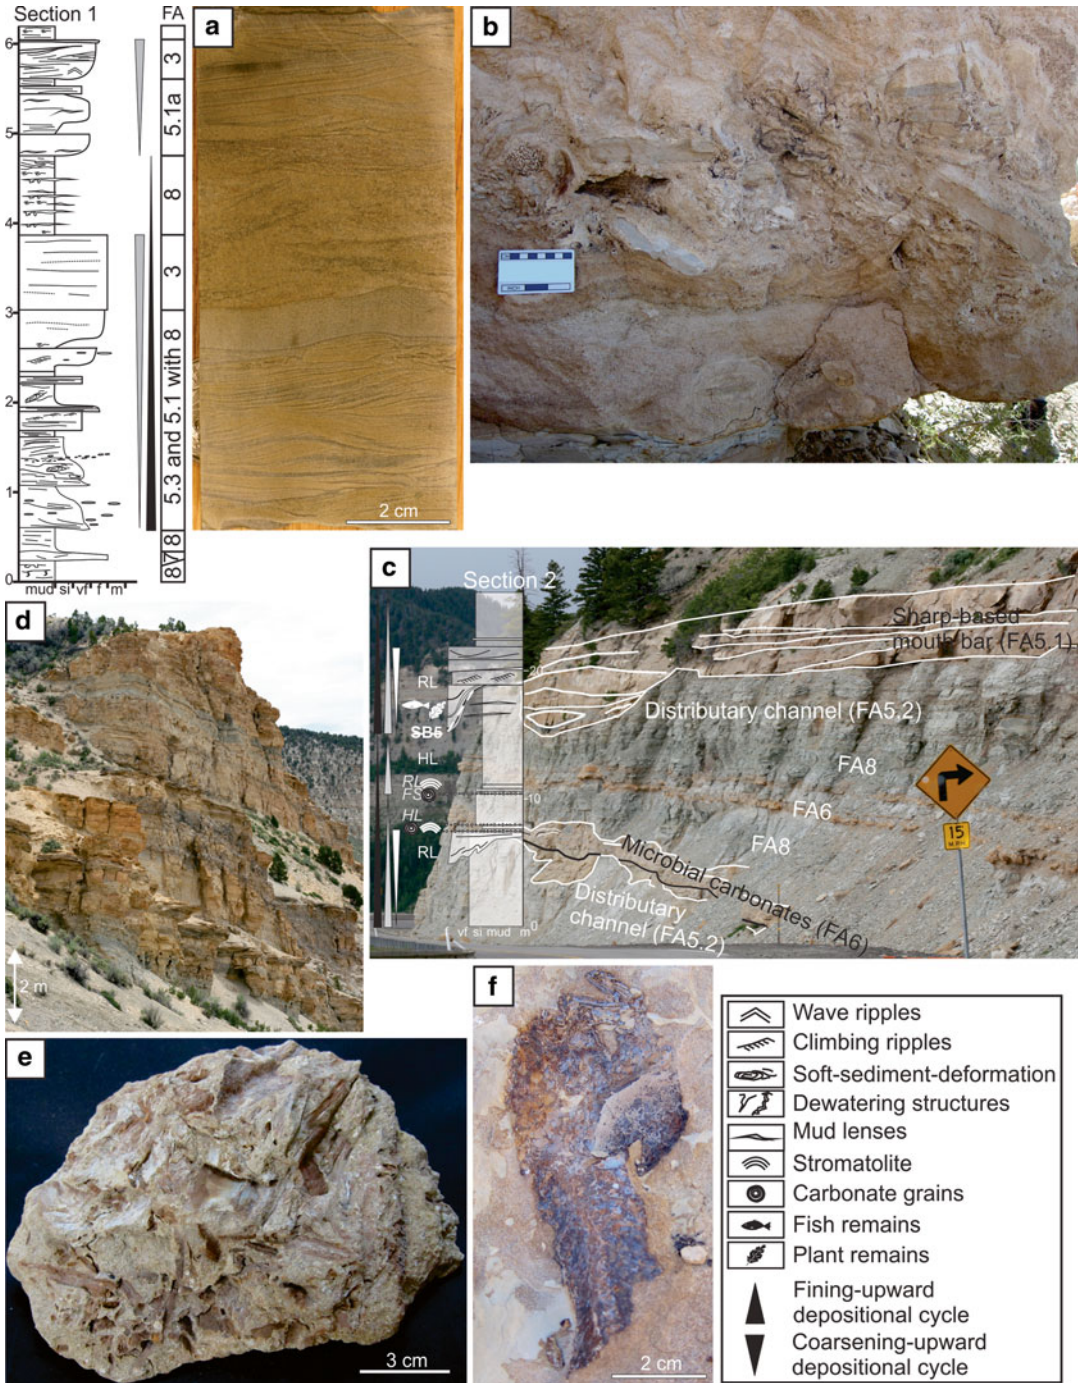 Section 1
FA
6
5
4
3
2
1
0
3
5.1a
8
3
5.3 and 5.1 with 8
8
7
8
mud si vf f m
a
2 cm
b
c
Section 2
RL
SB5
HL
RL
FS
HL
RL
20
10
0
f vf si mud m
Sharp-based
mouth bar (FA5.1)
Distributary channel (FA5.2)
FA8
FA6
FA8
Microbial carbonates (FA6)
Distributary
channel (FA5.2)
15
d
2 m
e
3 cm
f
2 cm
Wave ripples
Climbing ripples
Soft-sediment-deformation
Dewatering structures
Mud lenses
Stromatolite
Carbonate grains
Fish remains
Plant remains
Fining-upward
depositional cycle
Coarsening-upward
depositional cycle